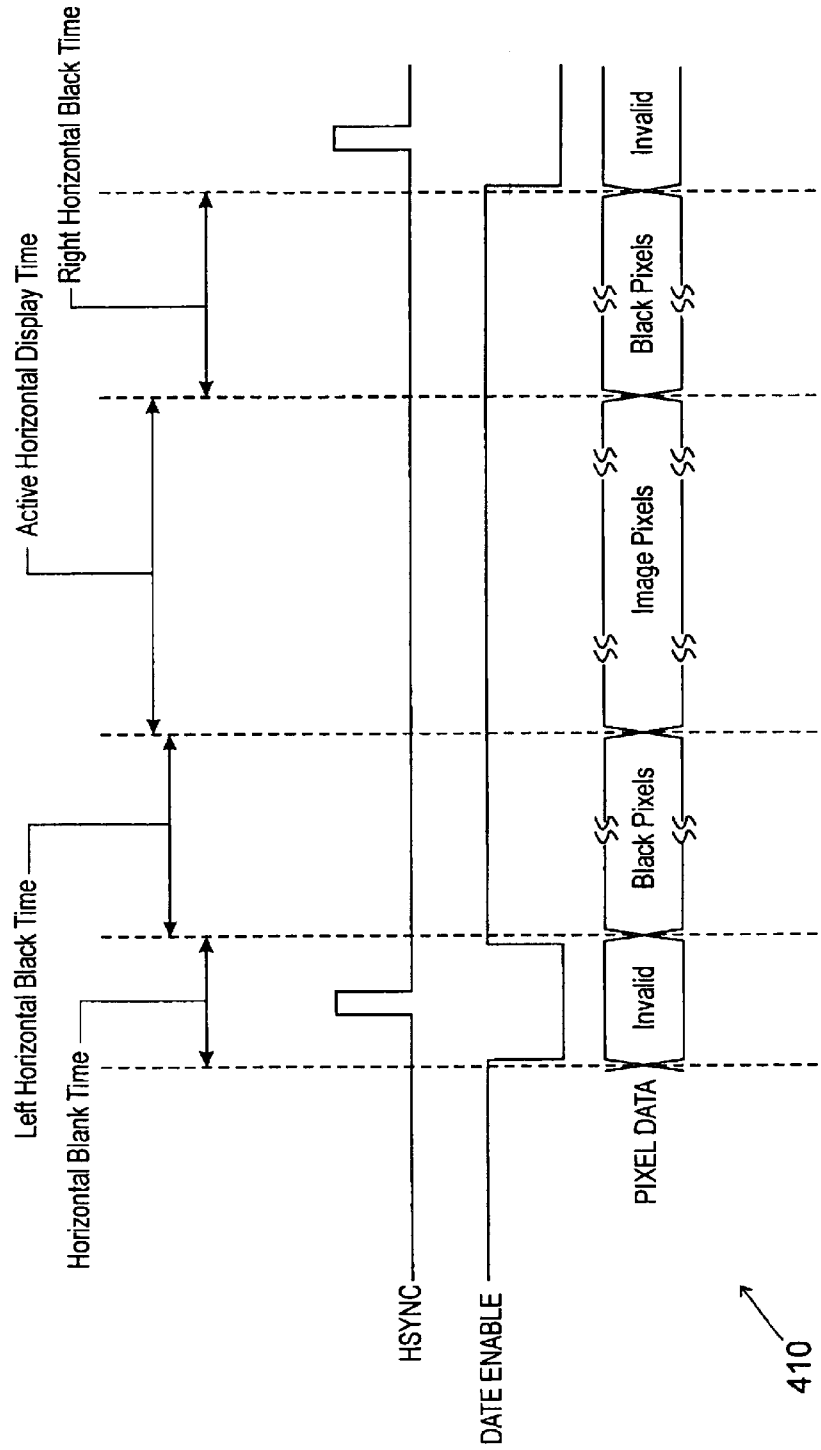 Left Horizontal Black Time
Horizontal Blank Time
Active Horizontal Display Time
Right Horizontal Black Time
HSYNC
DATE ENABLE
PIXEL DATA
Invalid
Black Pixels
Image Pixels
Black Pixels
Invalid
410